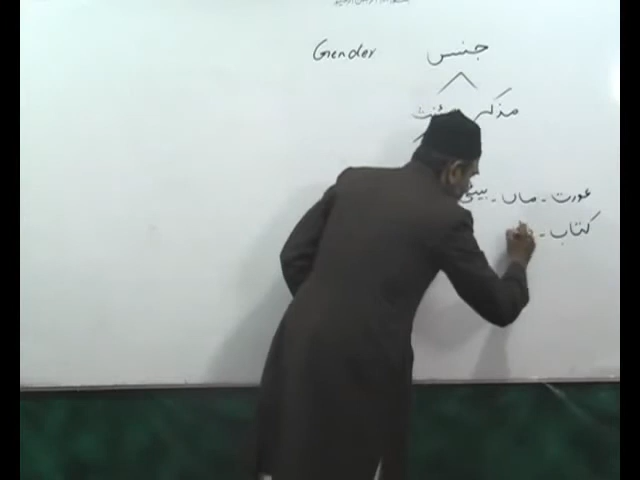 جنس Gender
مذکر
عورت - ماں - بیٹی
کتاب -